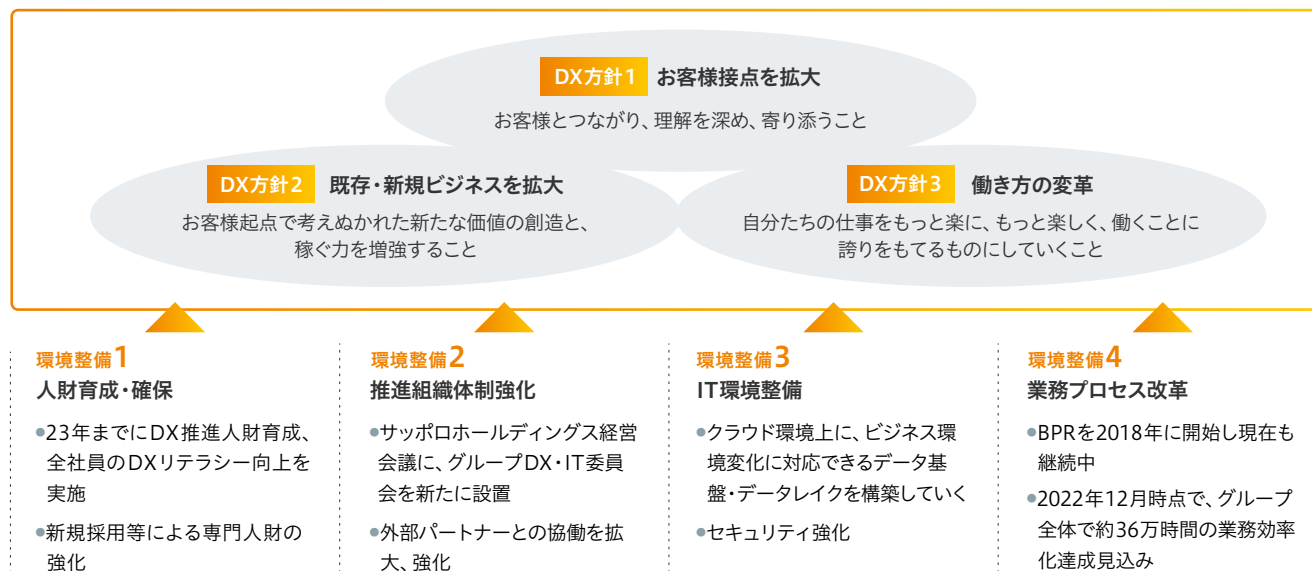 DX方針1 お客様接点を拡大
お客様とつながり、理解を深め、寄り添うこと
DX方針2 既存・新規ビジネスを拡大
お客様起点で考えぬかれた新たな価値の創造と、
稼ぐ力を増強すること
DX方針3 働き方の変革
自分たちの仕事をもっと楽に、もっと楽しく、働くことに
誇りをもてるものにしていくこと
環境整備1
人財育成・確保
●23年までにDX推進人財育成、
全社員のDXリテラシー向上を
実施
●新規採用等による専門人財の
強化
環境整備2
推進組織体制強化
●サッポロホールディングス経営
会議に、グループDX・IT委員
会を新たに設置
●外部パートナーとの協働を拡
大、強化
環境整備3
IT環境整備
●クラウド環境上に、ビジネス環
境変化に対応できるデータ基
盤・データレイクを構築していく
●セキュリティ強化
環境整備4
業務プロセス改革
●BPRを2018年に開始し現在も
継続中
●2022年12月時点で、グループ
全体で約36万時間の業務効率
化達成見込み